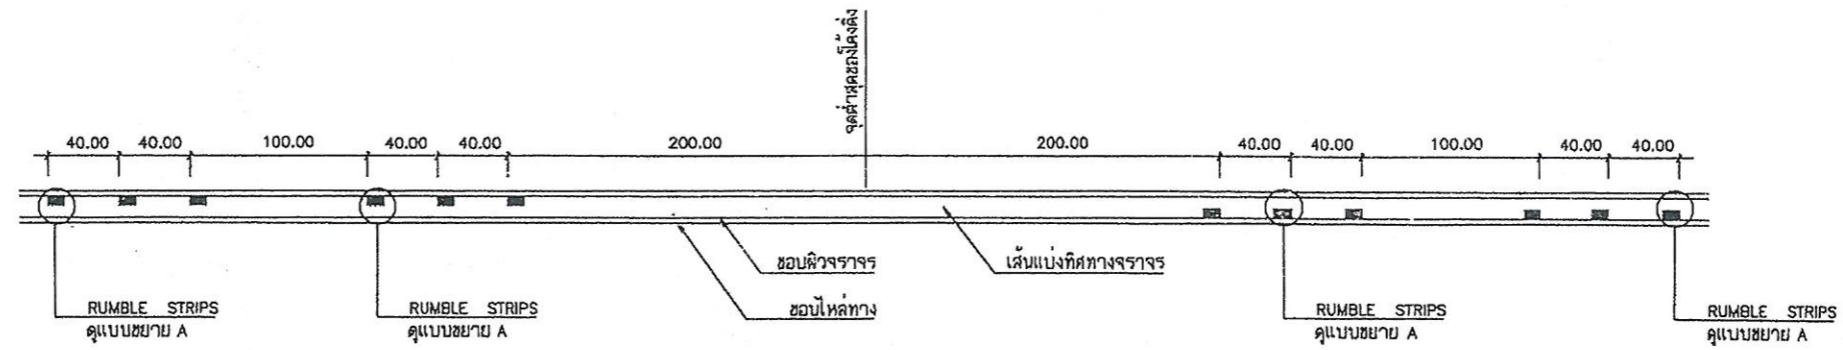 จุดต่ำสุดของโค้งดิ่ง
40.00 40.00 100.00 40.00 40.00 200.00 200.00 40.00 40.00 100.00 40.00 40.00
ขอบผิวจราจร
เส้นแบ่งทิศทางจราจร
ขอบไหล่ทาง
RUMBLE STRIPS
ดูแบบขยาย A
RUMBLE STRIPS
ดูแบบขยาย A
RUMBLE STRIPS
ดูแบบขยาย A
RUMBLE STRIPS
ดูแบบขยาย A